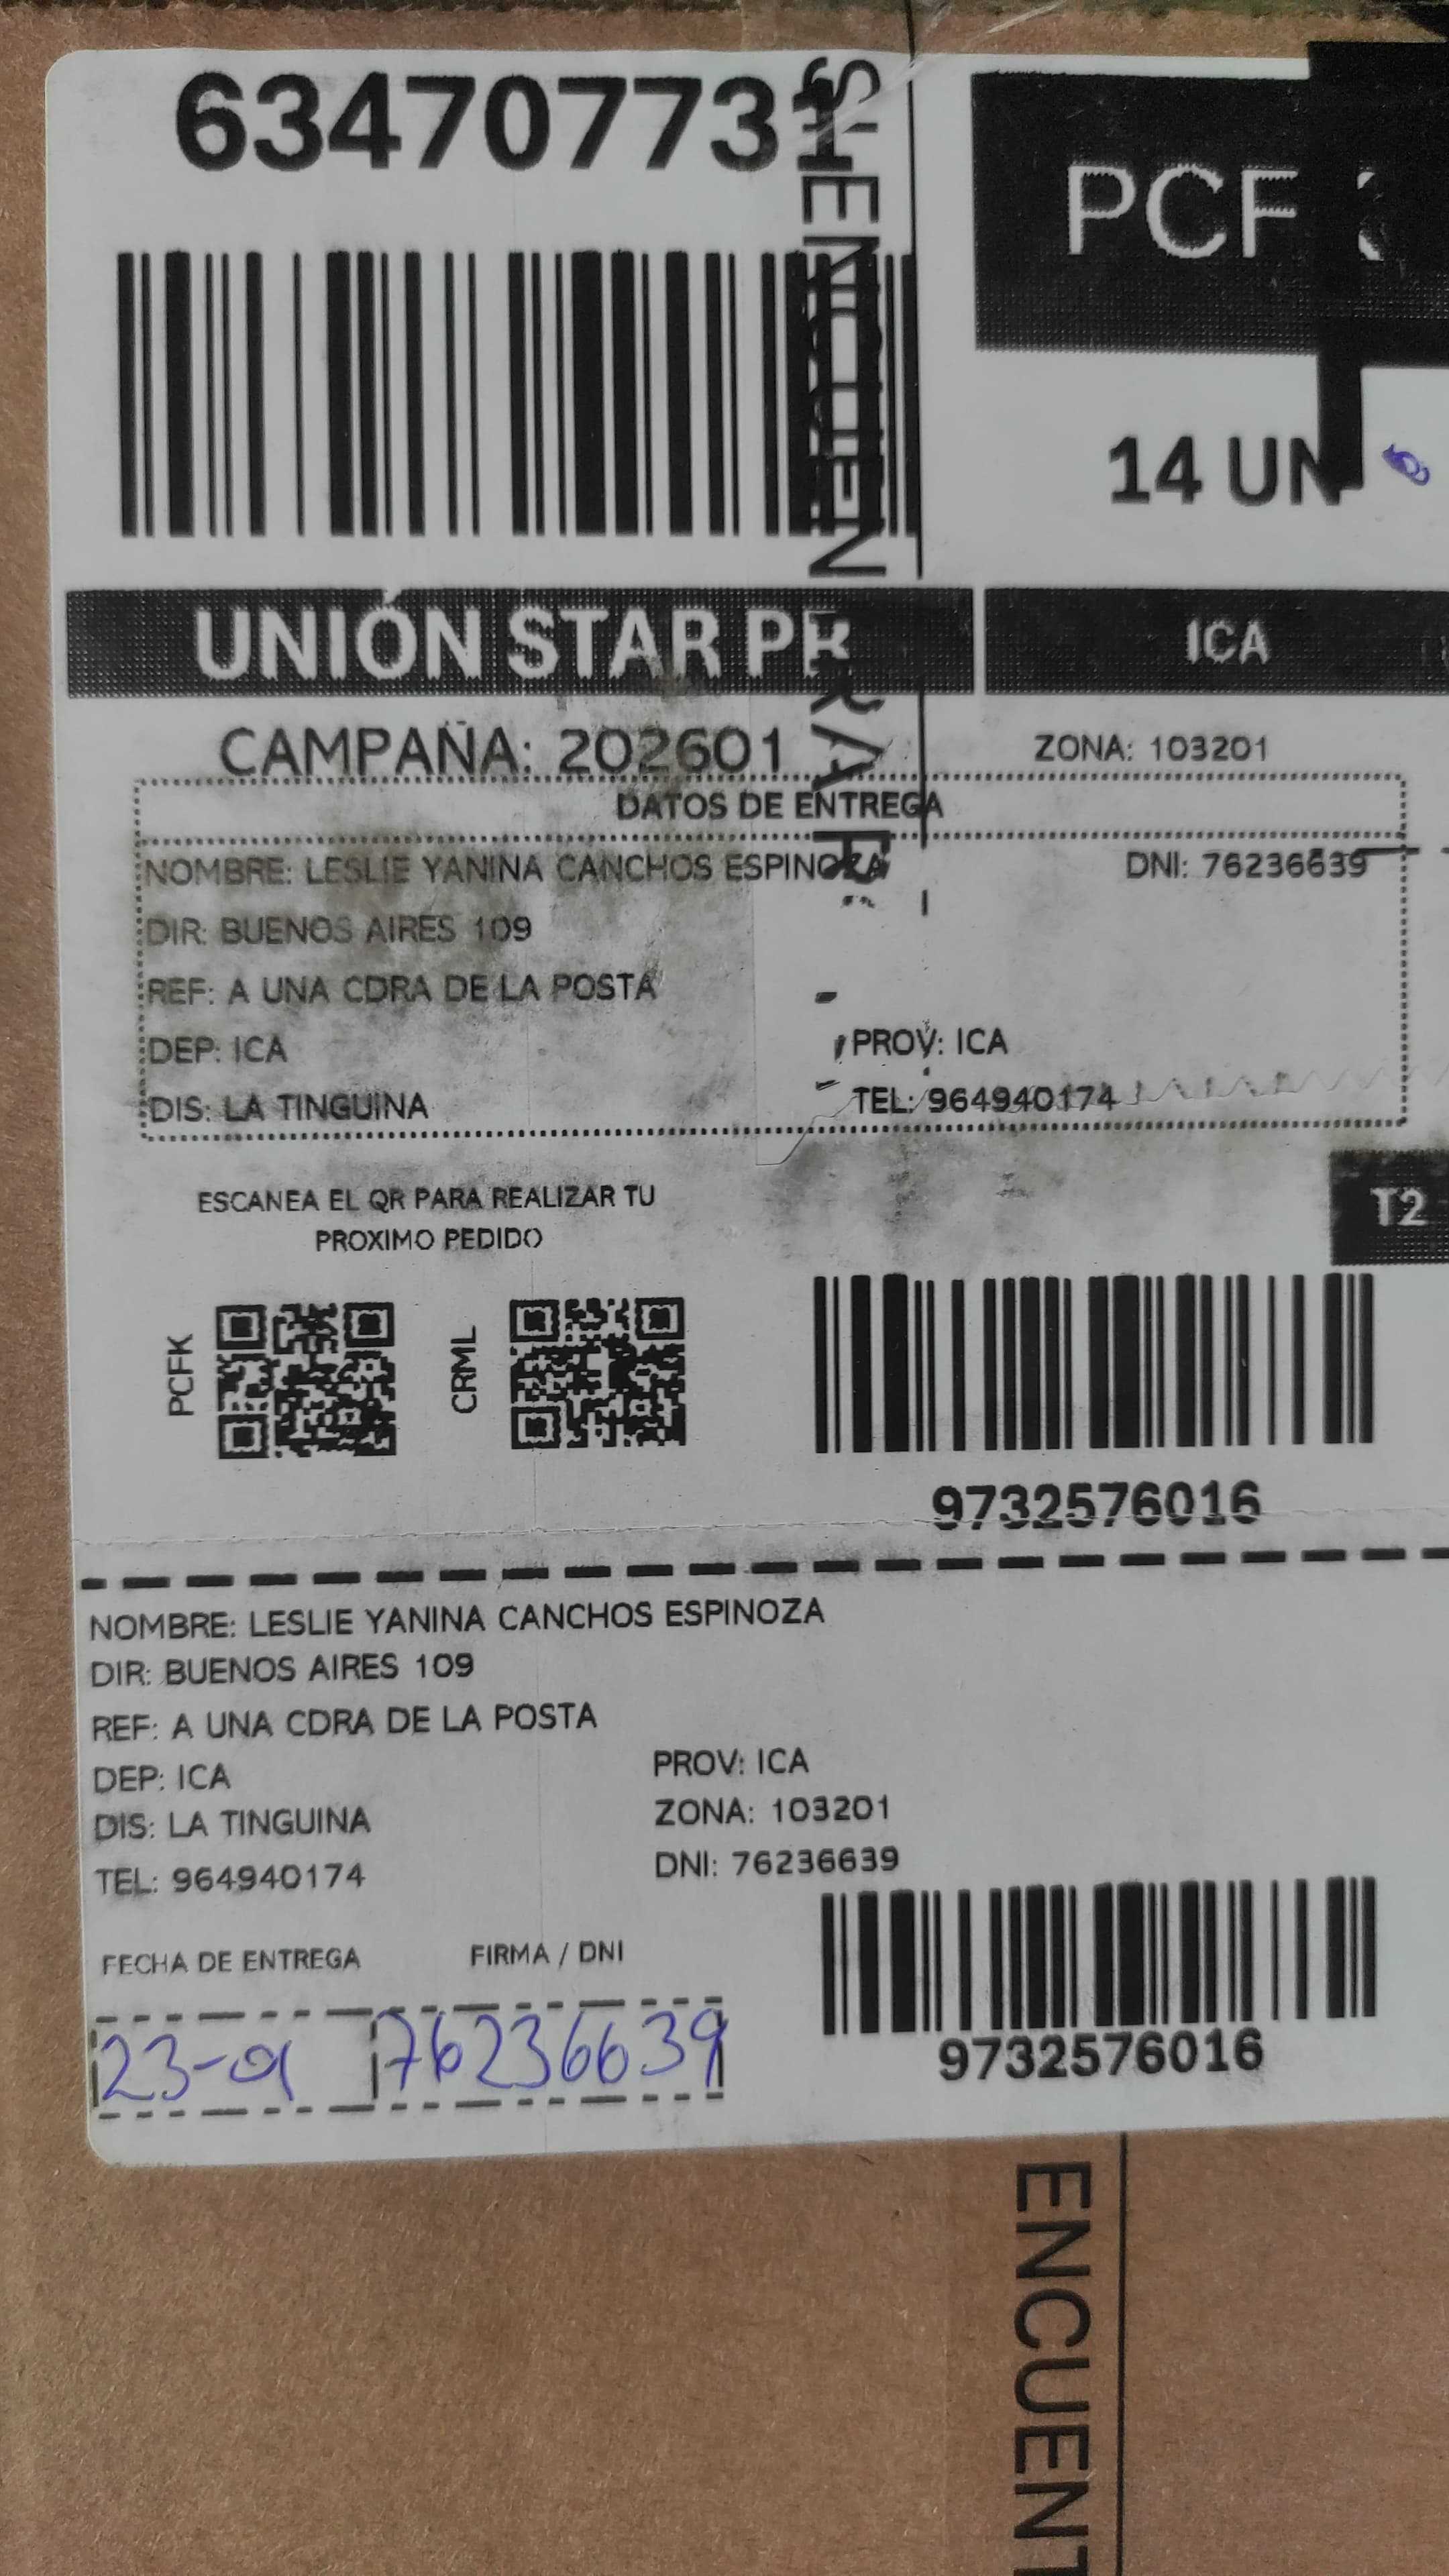 634707731
PCF
14 UN
UNIÓN STAR PR
ICA
CAMPAÑA: 202601
ZONA: 103201
DATOS DE ENTREGA
NOMBRE: LESLIE YANINA CANCHOS ESPINOZA
DNI: 76236639
DIR: BUENOS AIRES 109
REF: A UNA CDRA DE LA POSTA
DEP: ICA
PROV: ICA
DIS: LA TINGUINA
TEL: 964940174
ESCANEA EL QR PARA REALIZAR TU
PROXIMO PEDIDO
T2
PCFK
CRML
9732576016
NOMBRE: LESLIE YANINA CANCHOS ESPINOZA
DIR: BUENOS AIRES 109
REF: A UNA CDRA DE LA POSTA
DEP: ICA
PROV: ICA
DIS: LA TINGUINA
ZONA: 103201
TEL: 964940174
DNI: 76236639
FECHA DE ENTREGA
FIRMA / DNI
23-01
76236639
9732576016
SI ENCUEN
ENCUENT